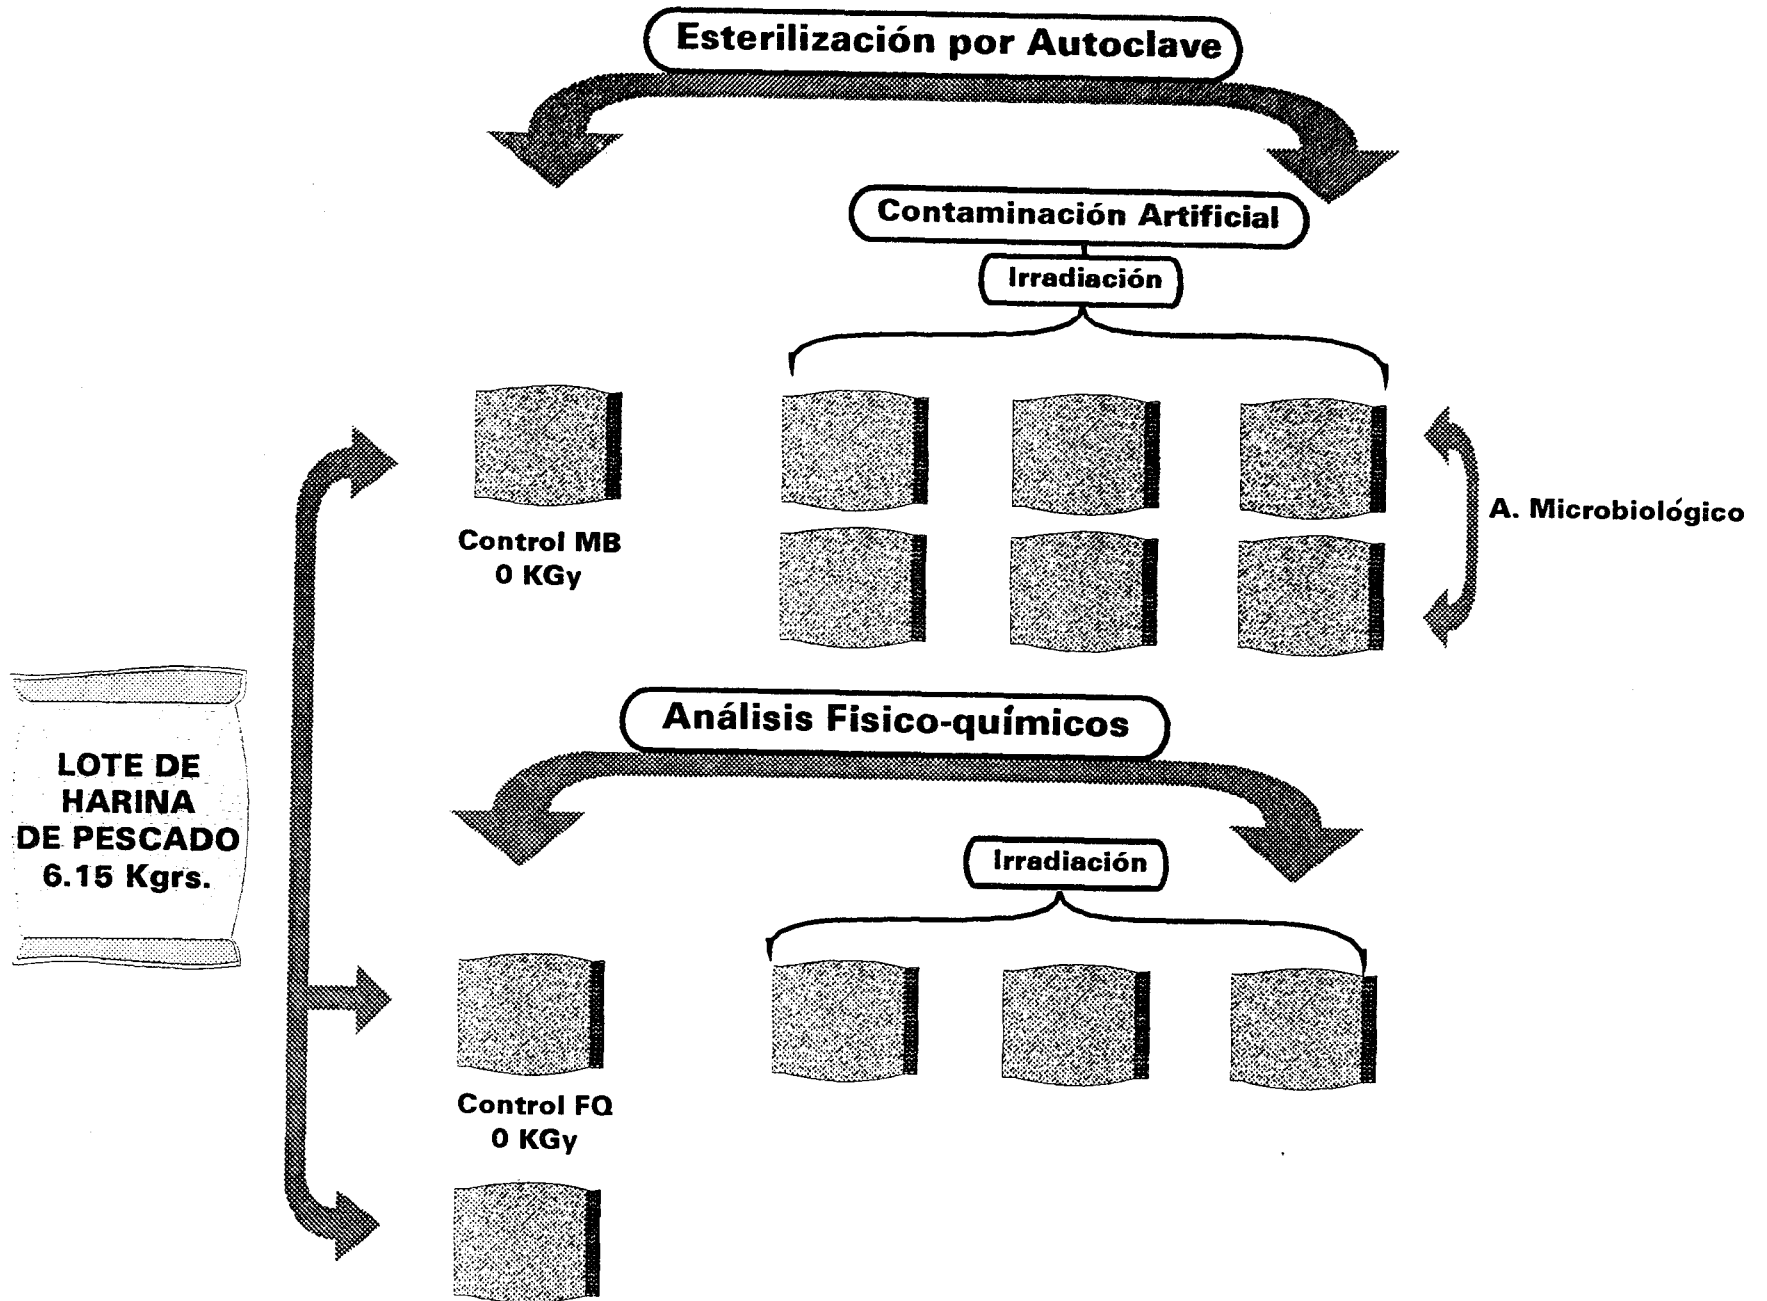 Esterilización por Autoclave
Contaminación Artificial
Irradiación
Control MB
0 KGy
A. Microbiológico
Análisis Físico-químicos
LOTE DE
HARINA
DE PESCADO
6.15 Kgrs.
Irradiación
Control FQ
0 KGy